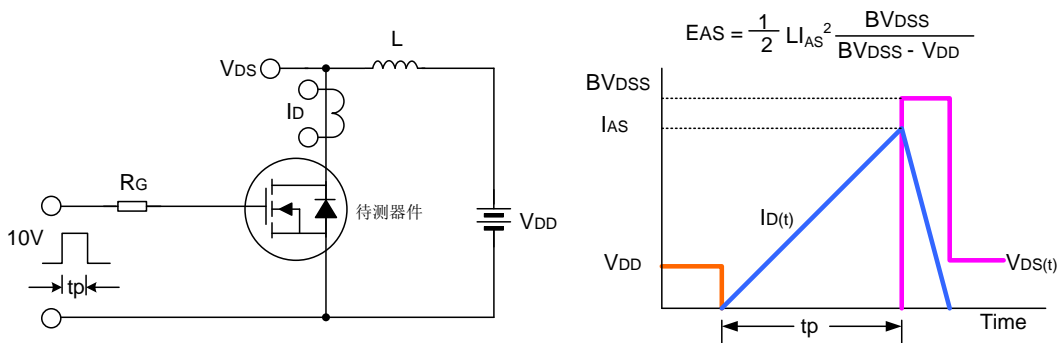 VDS
L
ID
RG
10V
tp
待测器件
VDD
EAS = 1/2 LIAS² BVDSS / (BVDSS - VDD)
BVDSS
IAS
ID(t)
VDD
VDS(t)
tp
Time